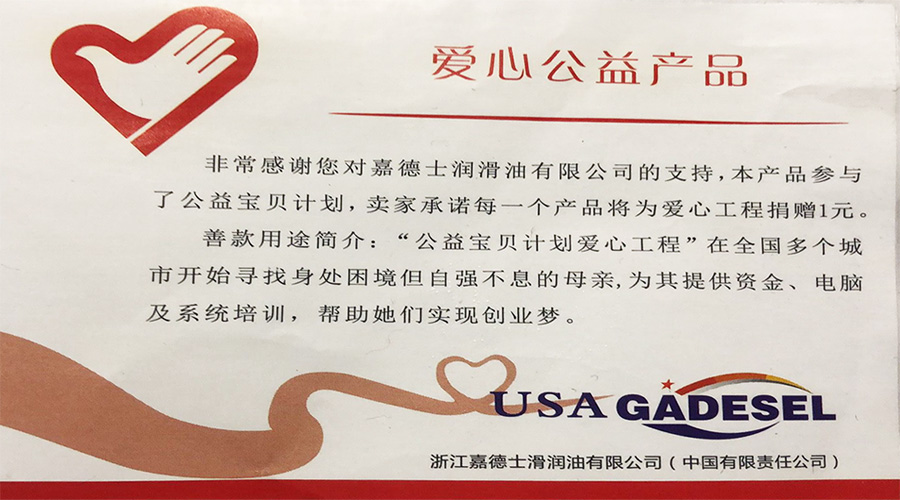 爱心公益产品
非常感谢您对嘉德士润滑油有限公司的支持，本产品参与
了公益宝贝计划，卖家承诺每一个产品将为爱心工程捐赠1元。
善款用途简介：“公益宝贝计划爱心工程”在全国多个城
市开始寻找身处困境但自强不息的母亲,为其提供资金、电脑
及系统培训，帮助她们实现创业梦。
USA GADESEL
浙江嘉德士滑润油有限公司（中国有限责任公司）